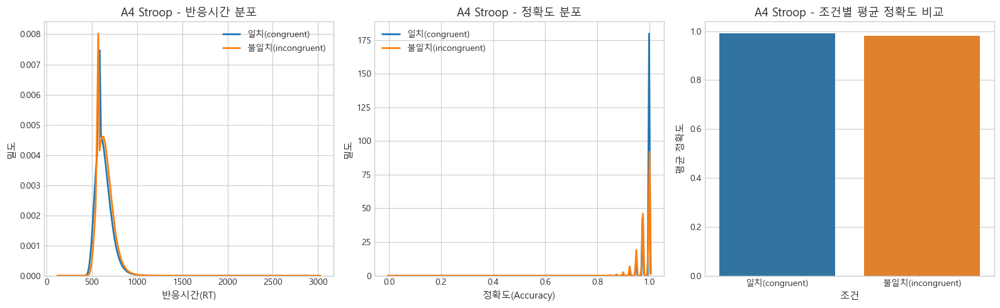 A4 Stroop - 반응시간 분포
일치(congruent)
불일치(incongruent)
0.008
0.007
0.006
0.005
0.004
0.003
0.002
0.001
0.000
밀도
0
500
1000
1500
2000
2500
3000
반응시간(RT)
A4 Stroop - 정확도 분포
일치(congruent)
불일치(incongruent)
175
150
125
100
75
50
25
0
밀도
0.0
0.2
0.4
0.6
0.8
1.0
정확도(Accuracy)
A4 Stroop - 조건별 평균 정확도 비교
1.0
0.8
0.6
0.4
0.2
0.0
평균 정확도
일치(congruent)
불일치(incongruent)
조건